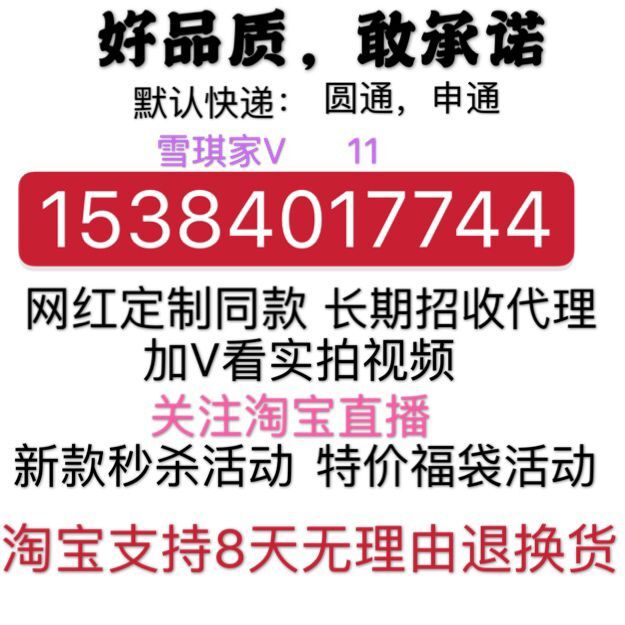 好品质，敢承诺
默认快递： 圆通，申通
雪琪家V 11
15384017744
网红定制同款 长期招收代理
加V看实拍视频
关注淘宝直播
新款秒杀活动 特价福袋活动
淘宝支持8天无理由退换货